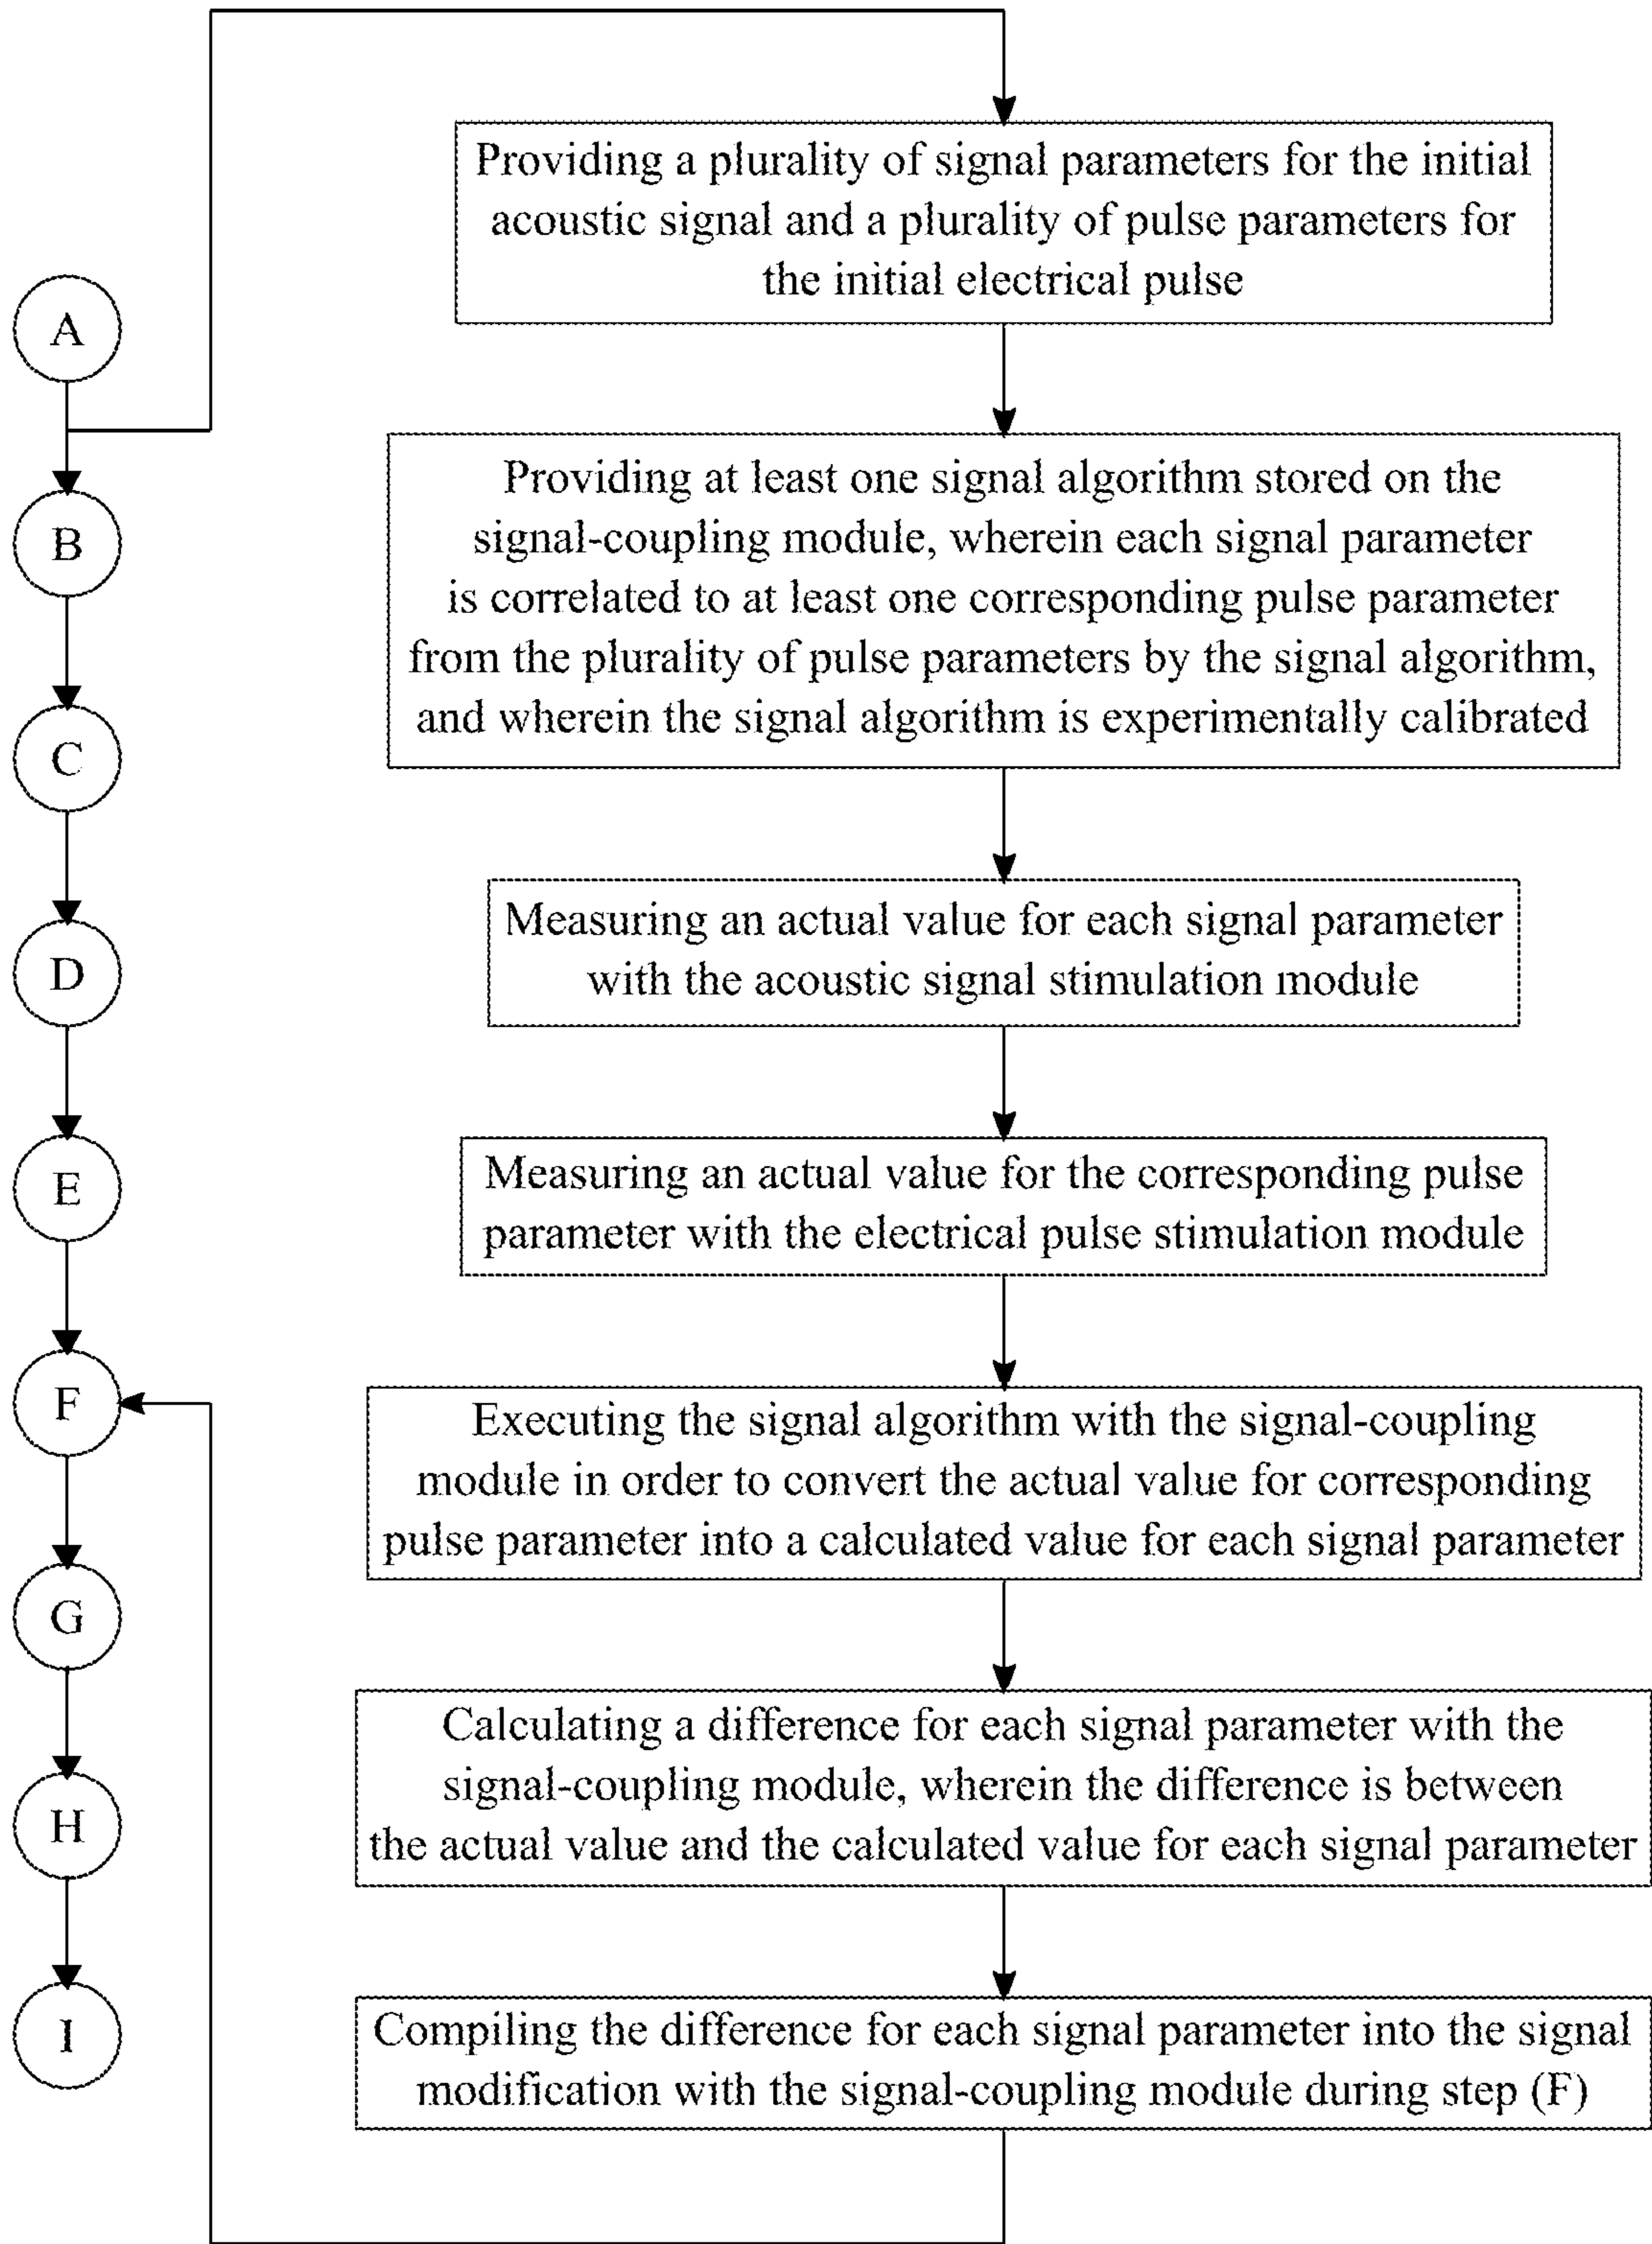 A
B
C
D
E
F
G
H
I
Providing a plurality of signal parameters for the initial
acoustic signal and a plurality of pulse parameters for
the initial electrical pulse
Providing at least one signal algorithm stored on the
signal-coupling module, wherein each signal parameter
is correlated to at least one corresponding pulse parameter
from the plurality of pulse parameters by the signal algorithm,
and wherein the signal algorithm is experimentally calibrated
Measuring an actual value for each signal parameter
with the acoustic signal stimulation module
Measuring an actual value for the corresponding pulse
parameter with the electrical pulse stimulation module
Executing the signal algorithm with the signal-coupling
module in order to convert the actual value for corresponding
pulse parameter into a calculated value for each signal parameter
Calculating a difference for each signal parameter with the
signal-coupling module, wherein the difference is between
the actual value and the calculated value for each signal parameter
Compiling the difference for each signal parameter into the signal
modification with the signal-coupling module during step (F)